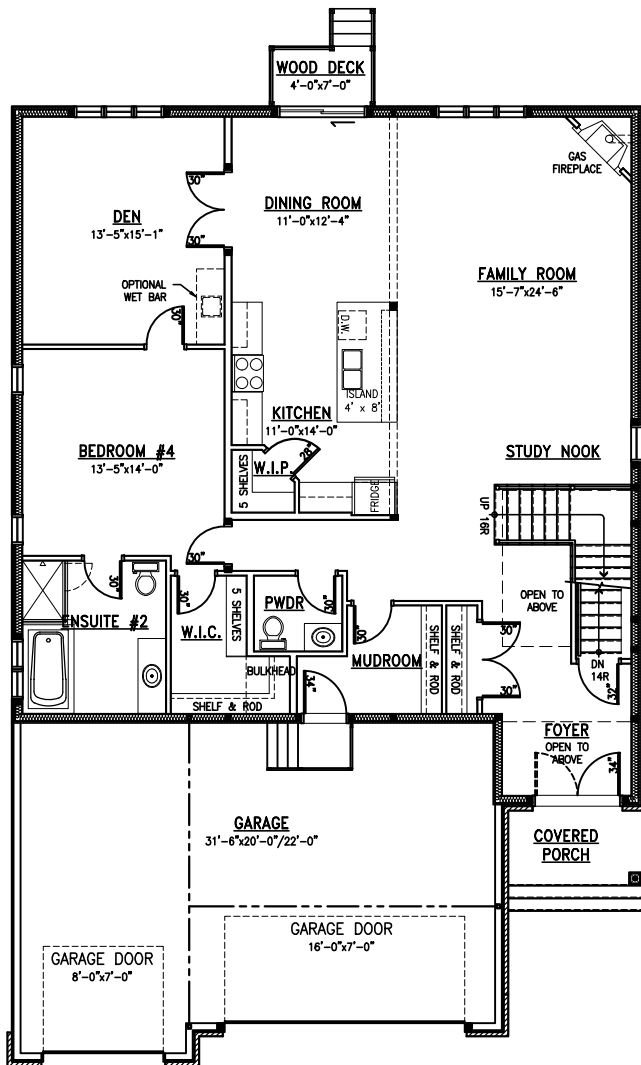 WOOD DECK
4'-0"x7'-0"
GAS
FIREPLACE
30"
30"
DEN
13'-5"x15'-1"
DINING ROOM
11'-0"x12'-4"
FAMILY ROOM
15'-7"x24'-6"
OPTIONAL
WET BAR
30"
D.W.
ISLAND
4' x 8'
KITCHEN
11'-0"x14'-0"
BEDROOM #4
13'-5"x14'-0"
28"
W.I.P.
5 SHELVES
FRIDGE
STUDY NOOK
UP 16R
30"
30"
ENSUITE #2
30"
W.I.C.
5 SHELVES
PWDR
30"
OPEN TO
ABOVE
30"
MUDROOM
SHELF & ROD
SHELF & ROD
30"
30"
DN
14R
32"
BULKHEAD
34"
SHELF & ROD
FOYER
OPEN TO
ABOVE
34"
GARAGE
31'-6"x20'-0"/22'-0"
COVERED
PORCH
GARAGE DOOR
16'-0"x7'-0"
GARAGE DOOR
8'-0"x7'-0"